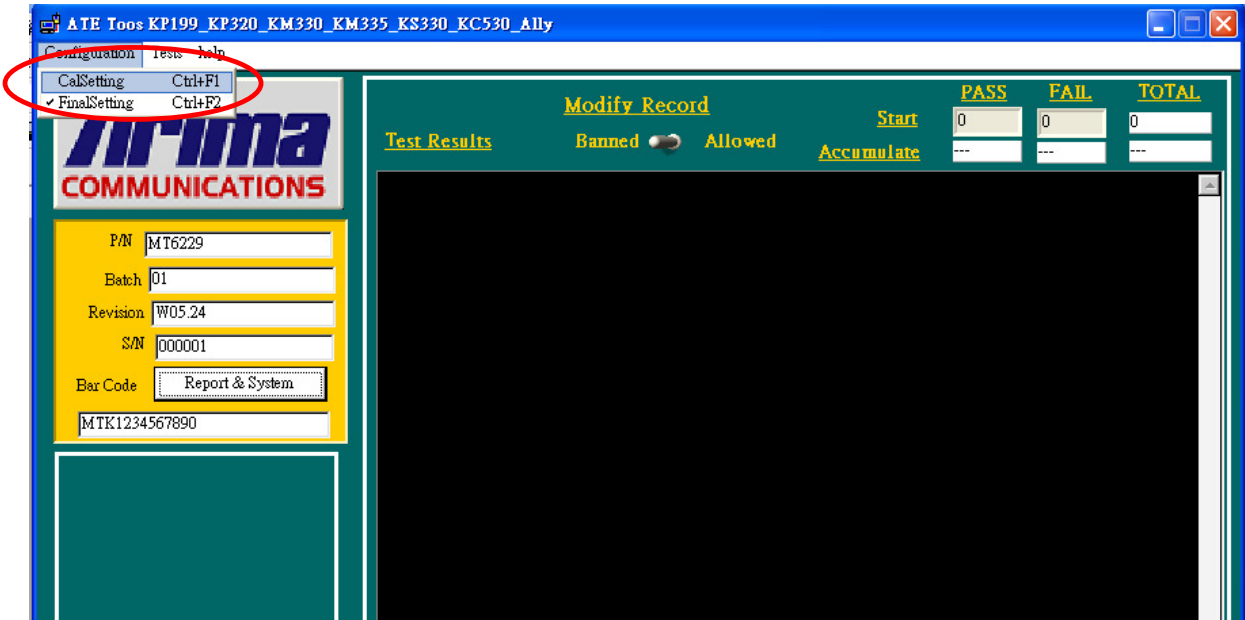 ATE Toos KP199_KP320_KM330_KM335_KS330_KC530_Ally
Configuration Tests help
CalSetting Ctrl+F1
✓ FinalSetting Ctrl+F2
Arima
COMMUNICATIONS
P/N MT6229
Batch 01
Revision W05.24
S/N 000001
Bar Code Report & System
MTK1234567890
Test Results
Modify Record
Banned Allowed
PASS FAIL TOTAL
Start 0 0 0
Accumulate --- --- ---